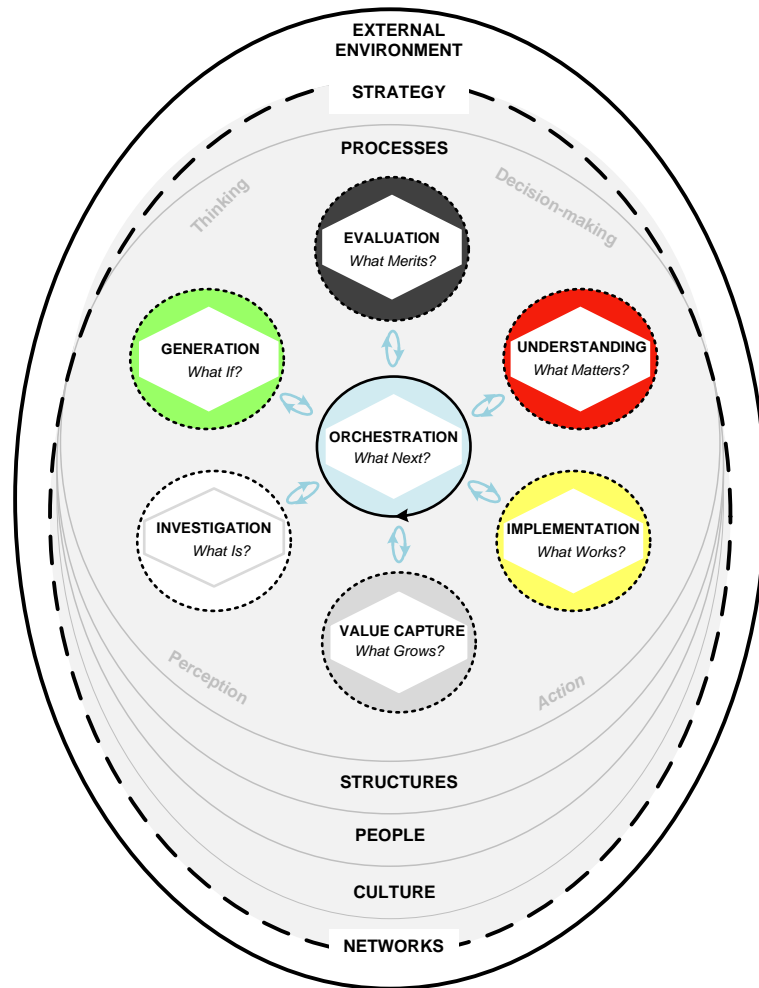 EXTERNAL
ENVIRONMENT
STRATEGY
PROCESSES
Thinking
Decision-making
EVALUATION
What Merits?
GENERATION
What If?
UNDERSTANDING
What Matters?
ORCHESTRATION
What Next?
INVESTIGATION
What Is?
IMPLEMENTATION
What Works?
VALUE CAPTURE
What Grows?
Perception
Action
STRUCTURES
PEOPLE
CULTURE
NETWORKS